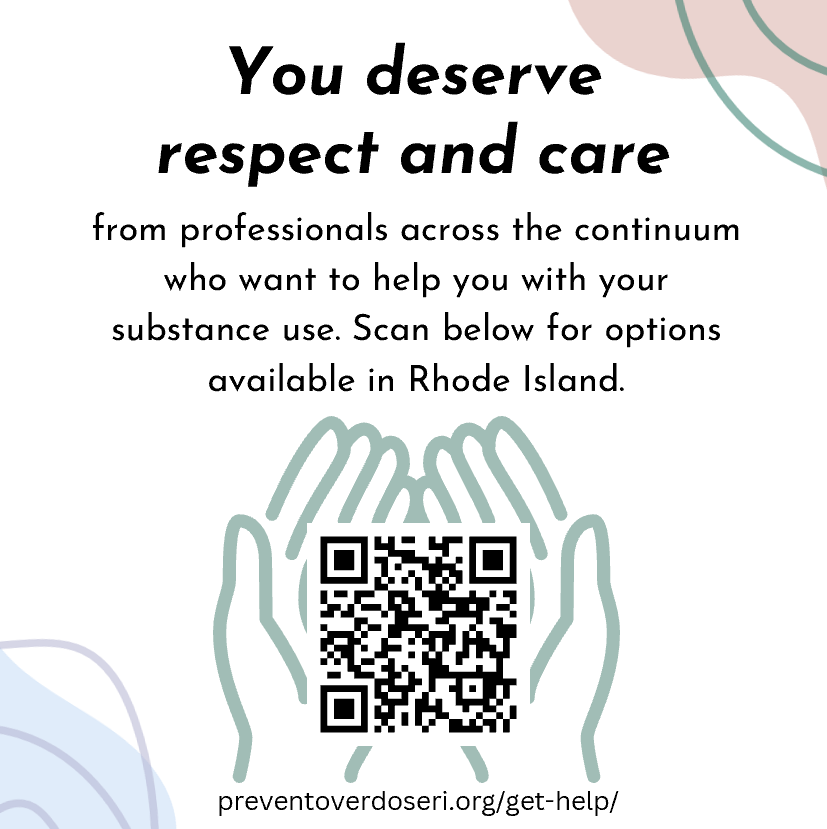 You deserve
respect and care
from professionals across the continuum
who want to help you with your
substance use. Scan below for options
available in Rhode Island.
preventoverdoseri.org/get-help/